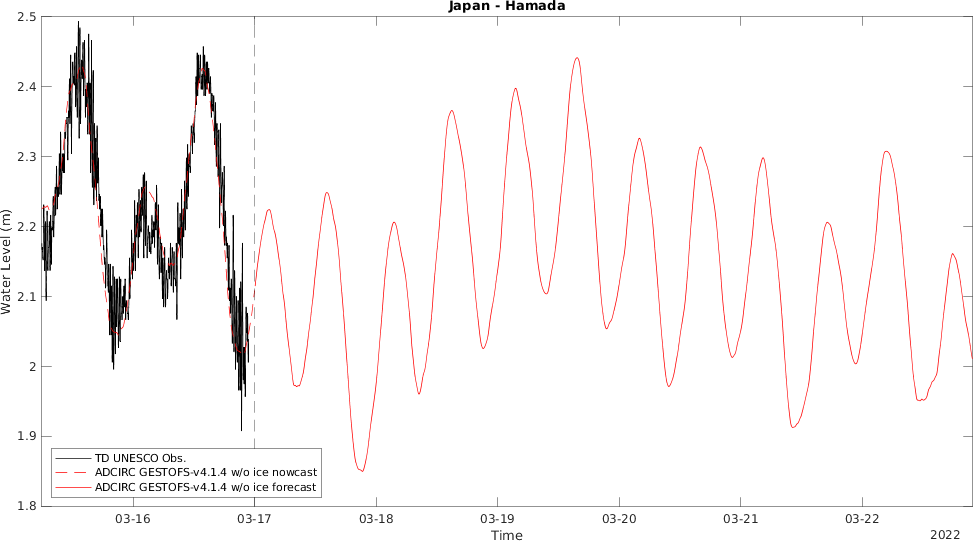 Japan - Hamada
2.5
2.4
2.3
2.2
2.1
2
1.9
1.8
Water Level (m)
TD UNESCO Obs.
ADCIRC GESTOFS-v4.1.4 w/o ice nowcast
ADCIRC GESTOFS-v4.1.4 w/o ice forecast
03-16 03-17 03-18 03-19 03-20 03-21 03-22
Time
2022